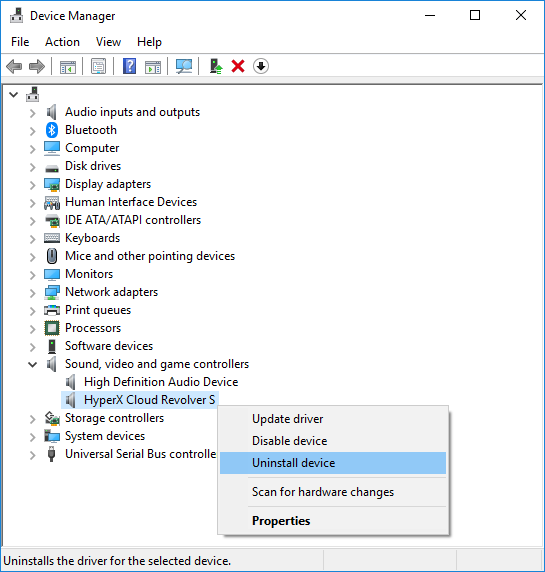 Device Manager
File Action View Help
Audio inputs and outputs
Bluetooth
Computer
Disk drives
Display adapters
Human Interface Devices
IDE ATA/ATAPI controllers
Keyboards
Mice and other pointing devices
Monitors
Network adapters
Print queues
Processors
Software devices
Sound, video and game controllers
High Definition Audio Device
HyperX Cloud Revolver S
Storage controllers
System devices
Universal Serial Bus controlle
Update driver
Disable device
Uninstall device
Scan for hardware changes
Properties
Uninstalls the driver for the selected device.